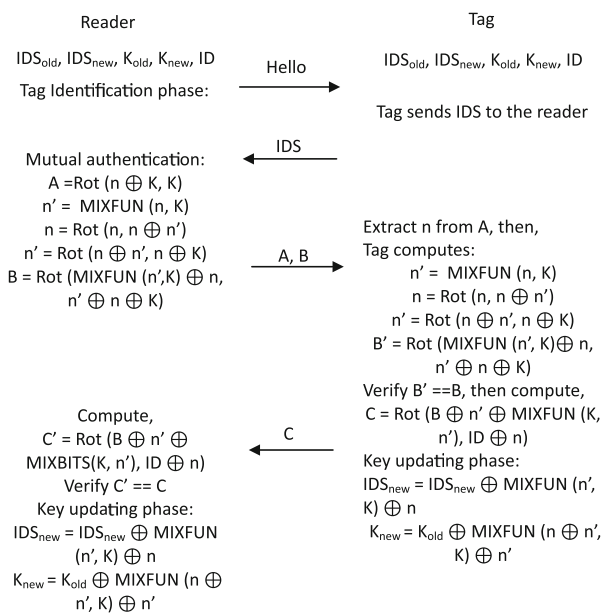 Reader
Tag
IDSold, IDSnew, Kold, Knew, ID
Hello
IDSold, IDSnew, Kold, Knew, ID
Tag Identification phase:
Tag sends IDS to the reader
IDS
Mutual authentication:
A =Rot (n ⊕ K, K)
n' = MIXFUN (n, K)
n = Rot (n, n ⊕ n')
n' = Rot (n ⊕ n', n ⊕ K)
B = Rot (MIXFUN (n',K) ⊕ n,
n' ⊕ n ⊕ K)
A, B
Extract n from A, then,
Tag computes:
n' = MIXFUN (n, K)
n = Rot (n, n ⊕ n')
n' = Rot (n ⊕ n', n ⊕ K)
B' = Rot (MIXFUN (n', K)⊕ n,
n' ⊕ n ⊕ K)
Verify B' ==B, then compute,
C = Rot (B ⊕ n' ⊕ MIXFUN (K,
n'), ID ⊕ n)
Key updating phase:
IDSnew = IDSnew ⊕ MIXFUN (n',
K) ⊕ n
Knew = Kold ⊕ MIXFUN (n ⊕ n',
K) ⊕ n'
C
Compute,
C' = Rot (B ⊕ n' ⊕
MIXBITS(K, n'), ID ⊕ n)
Verify C' == C
Key updating phase:
IDSnew = IDSnew ⊕ MIXFUN
(n', K) ⊕ n
Knew = Kold ⊕ MIXFUN (n ⊕
n', K) ⊕ n'